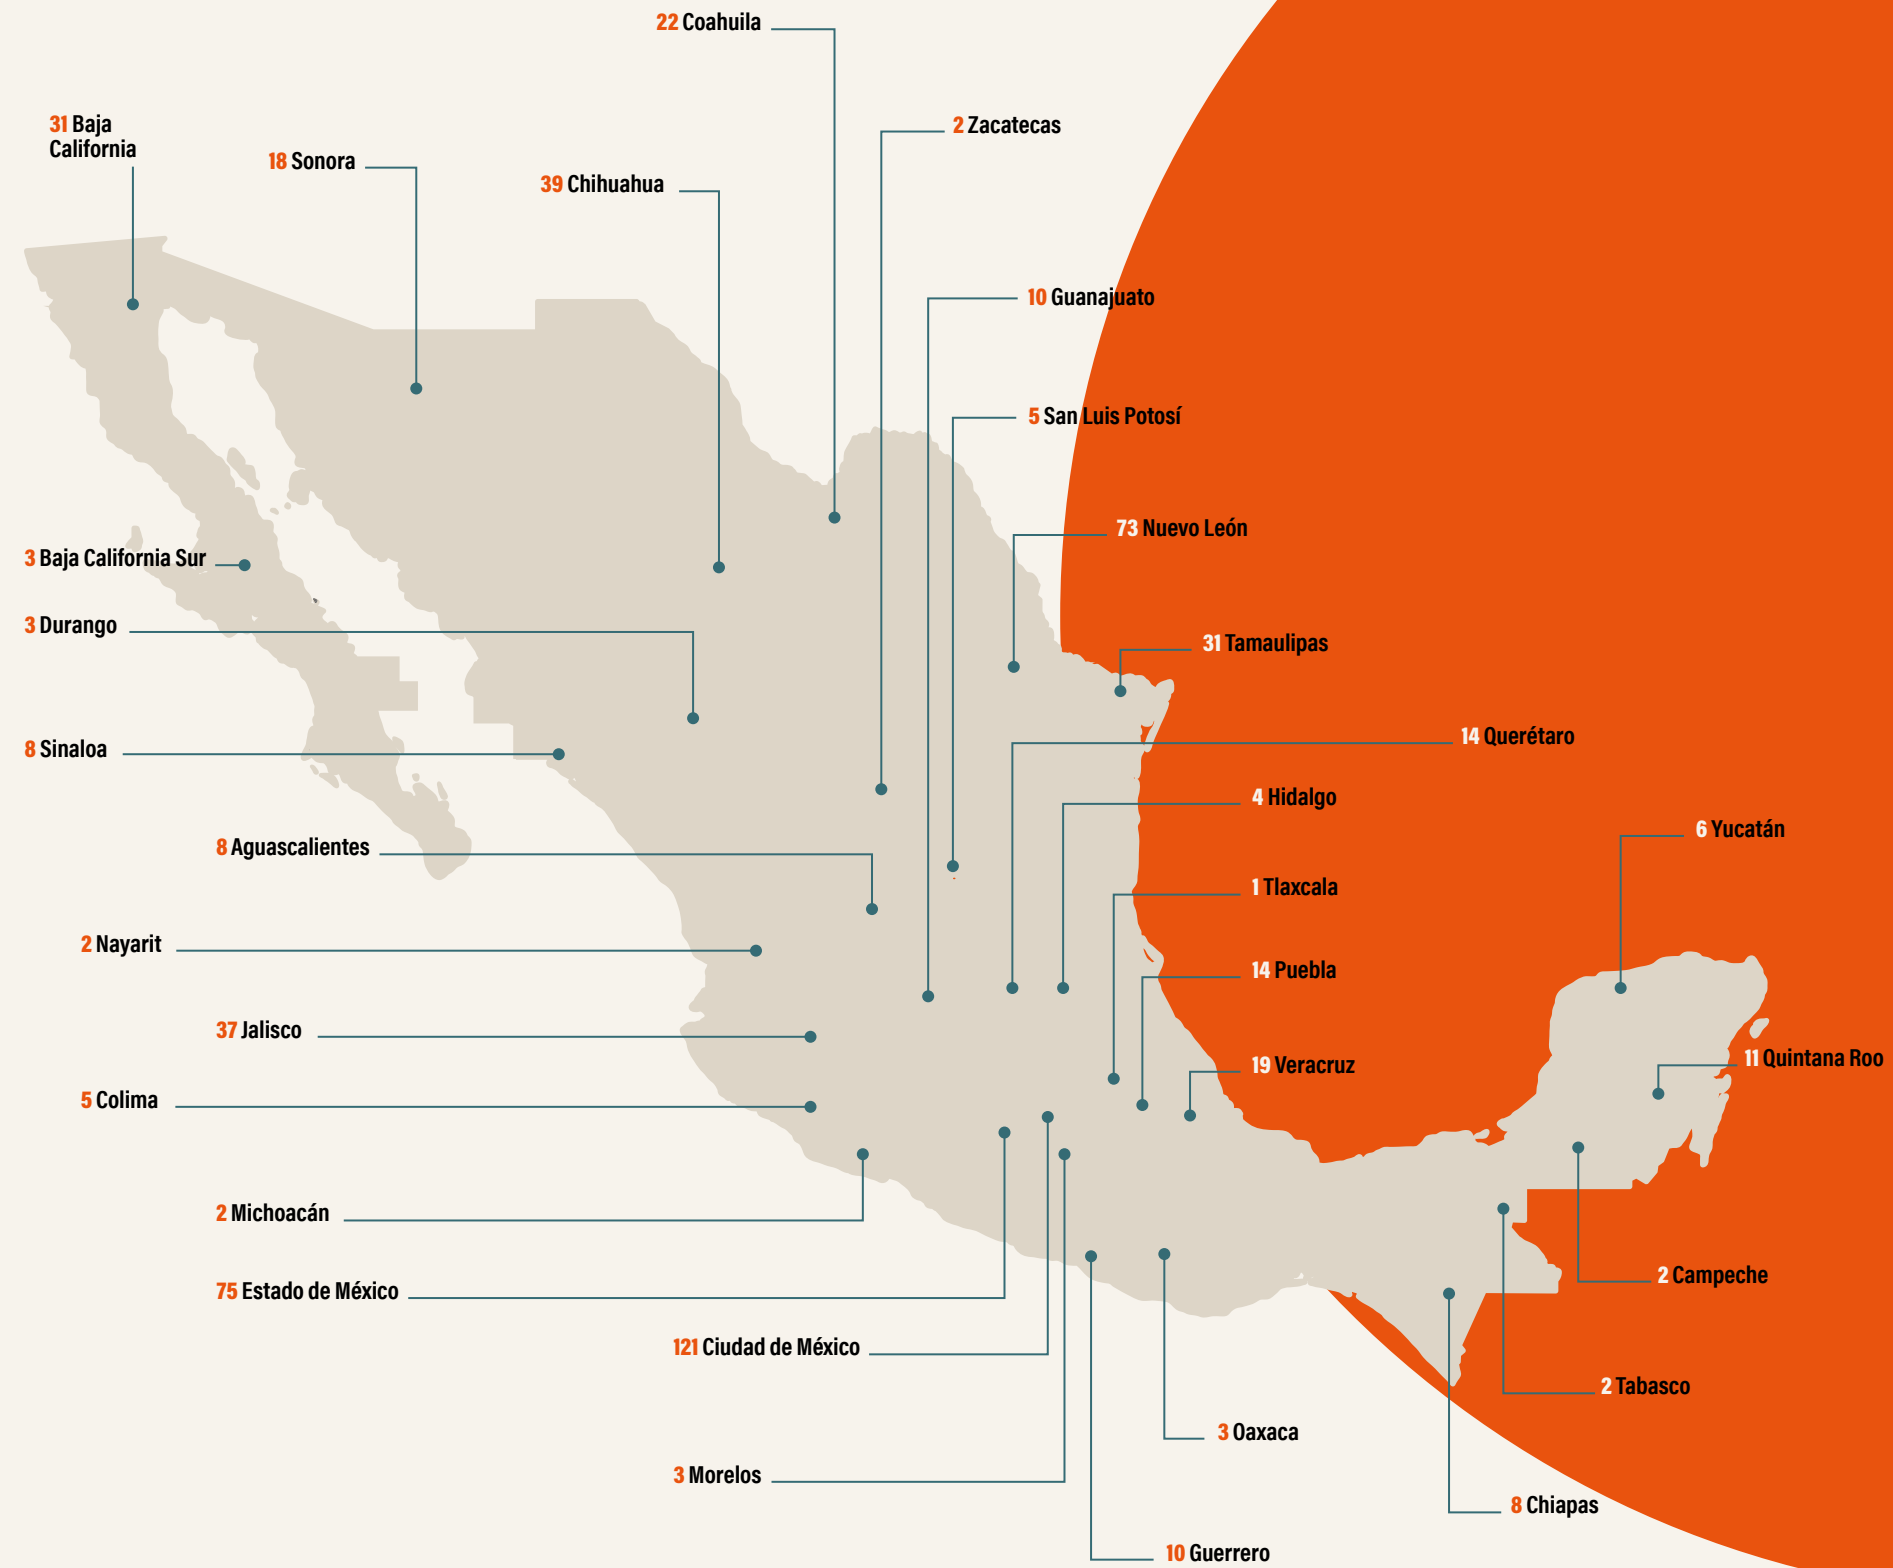 22 Coahuila
31 Baja
California
2 Zacatecas
18 Sonora
39 Chihuahua
10 Guanajuato
5 San Luis Potosí
73 Nuevo León
3 Baja California Sur
3 Durango
31 Tamaulipas
14 Querétaro
8 Sinaloa
4 Hidalgo
6 Yucatán
8 Aguascalientes
1 Tlaxcala
2 Nayarit
14 Puebla
37 Jalisco
19 Veracruz
11 Quintana Roo
5 Colima
2 Michoacán
2 Campeche
75 Estado de México
121 Ciudad de México
2 Tabasco
3 Oaxaca
3 Morelos
8 Chiapas
10 Guerrero